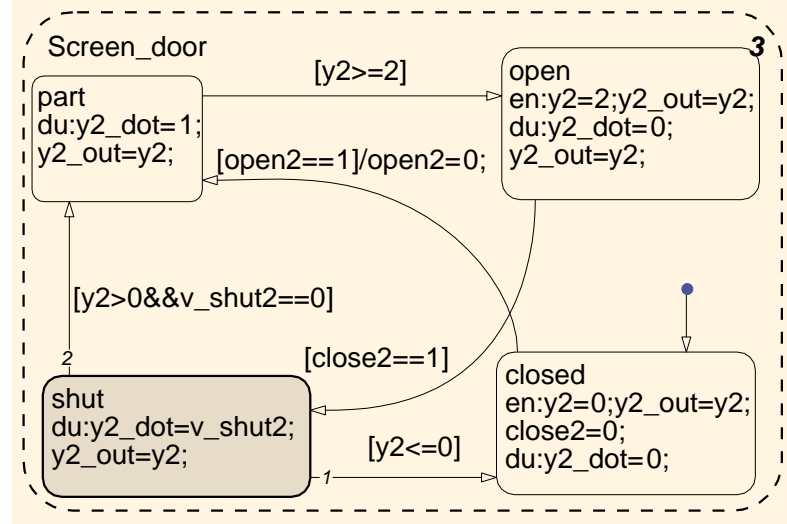 Screen_door
3
part
du:y2_dot=1;
y2_out=y2;
[y2>=2]
open
en:y2=2;y2_out=y2;
du:y2_dot=0;
y2_out=y2;
[open2==1]/open2=0;
[y2>0&&v_shut2==0]
2
[close2==1]
shut
du:y2_dot=v_shut2;
y2_out=y2;
[y2<=0]
1
closed
en:y2=0;y2_out=y2;
close2=0;
du:y2_dot=0;